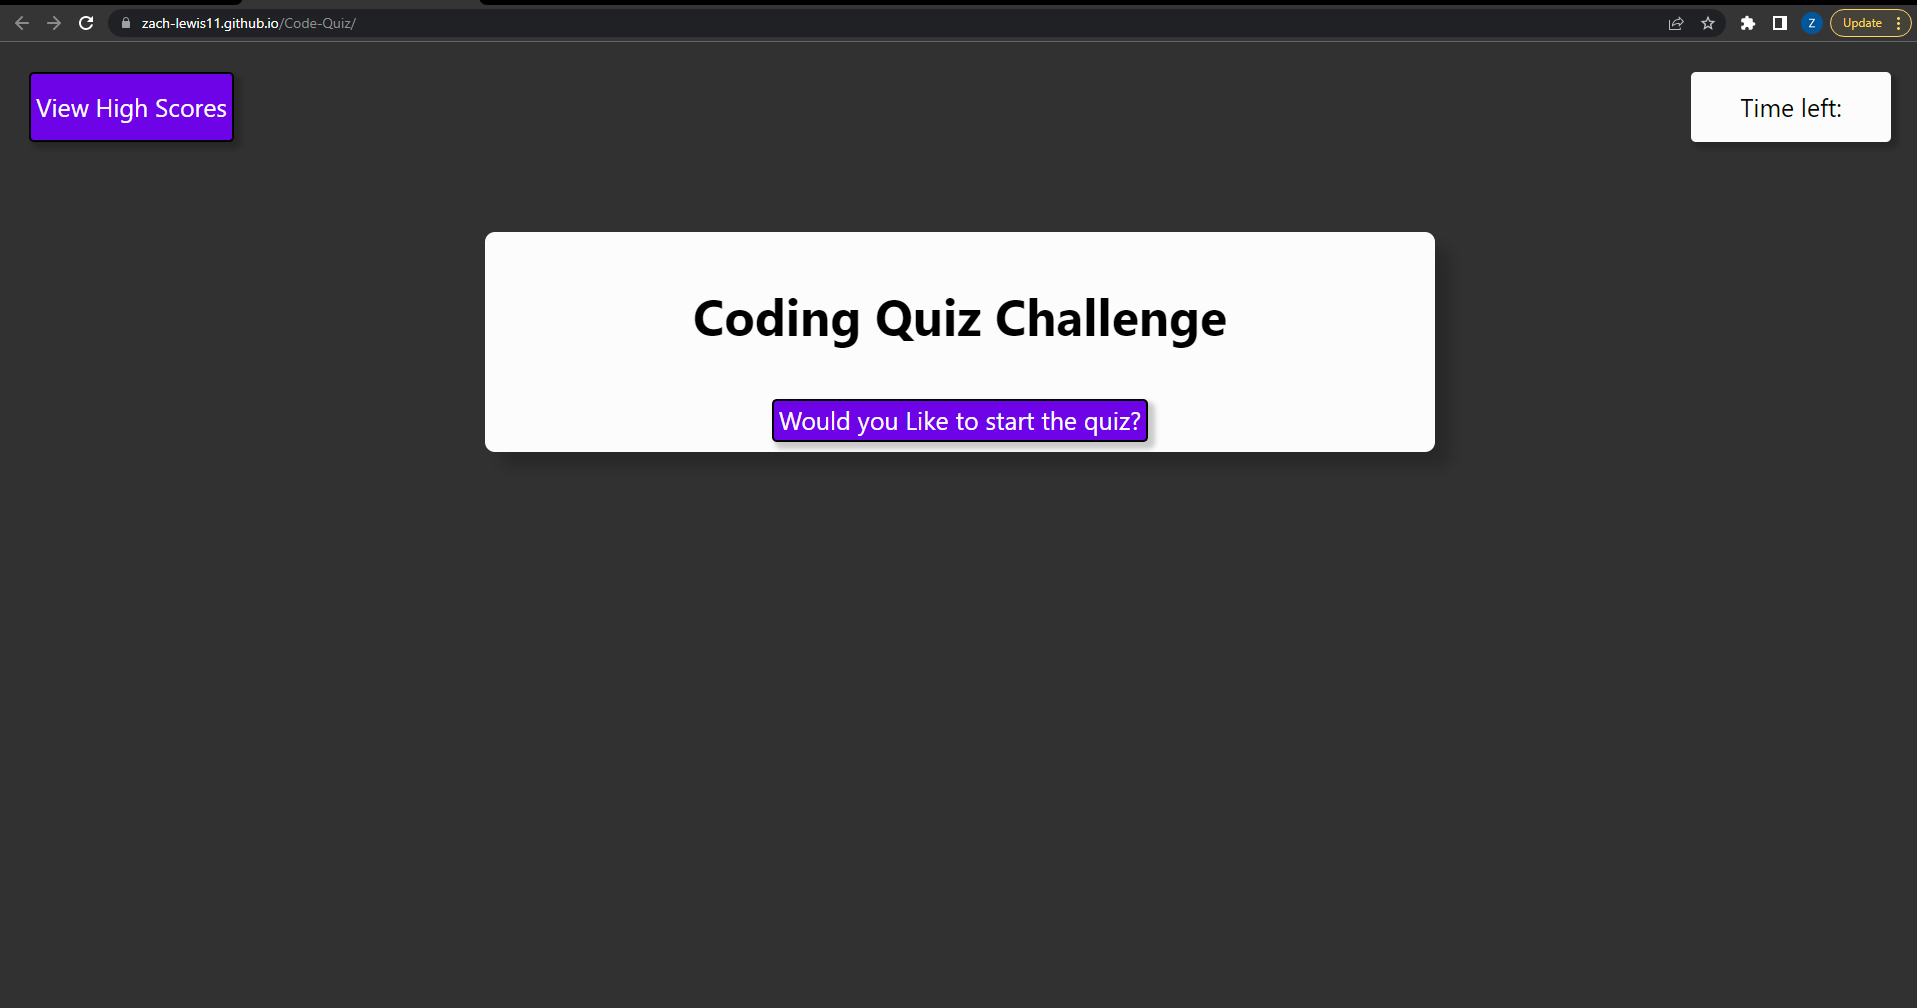 zach-lewis11.github.io/Code-Quiz/
Z
Update
View High Scores
Time left:
Coding Quiz Challenge
Would you Like to start the quiz?